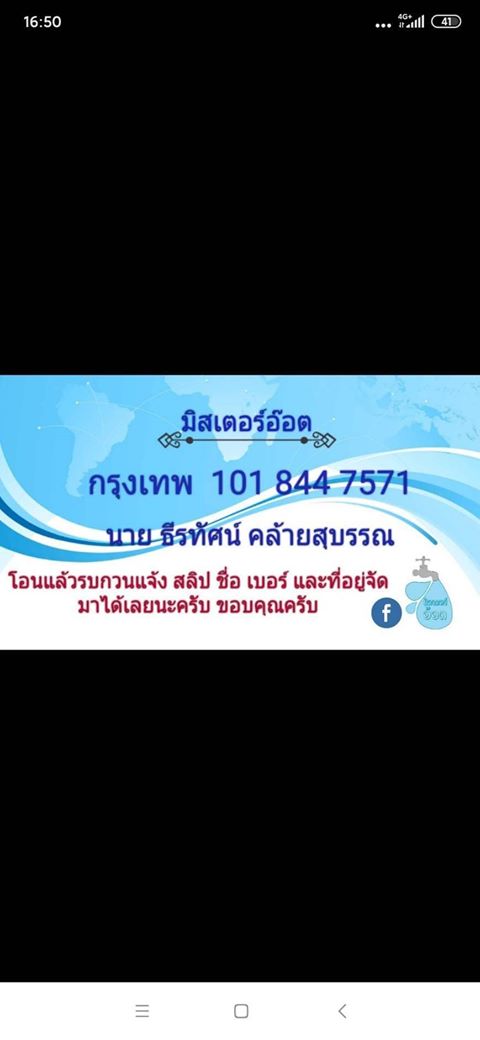 16:50
4G+
41
มิสเตอร์อ๊อต
กรุงเทพ 101 844 7571
นาย ธีรทัศน์ คล้ายสุบรรณ
โอนแล้วรบกวนแจ้ง สลิป ชื่อ เบอร์ และที่อยู่จัด
มาได้เลยนะครับ ขอบคุณครับ
f